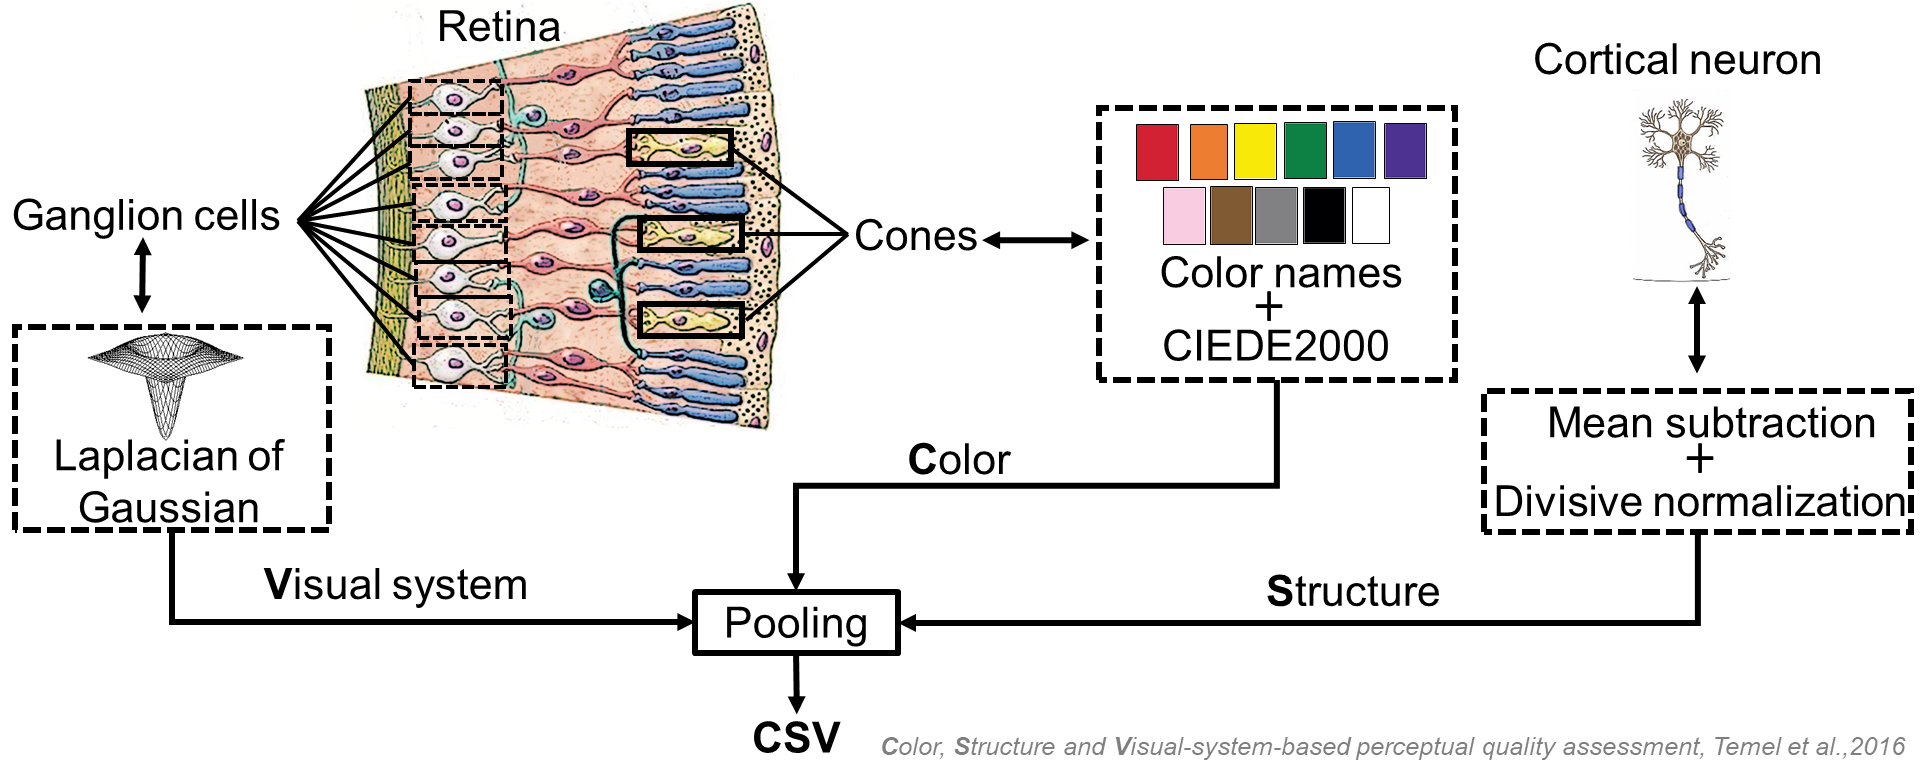 Retina
Cortical neuron
Ganglion cells
Cones
Color names
+
CIEDE2000
Laplacian of
Gaussian
Mean subtraction
+
Divisive normalization
Color
Visual system
Structure
Pooling
CSV
Color, Structure and Visual-system-based perceptual quality assessment, Temel et al.,2016